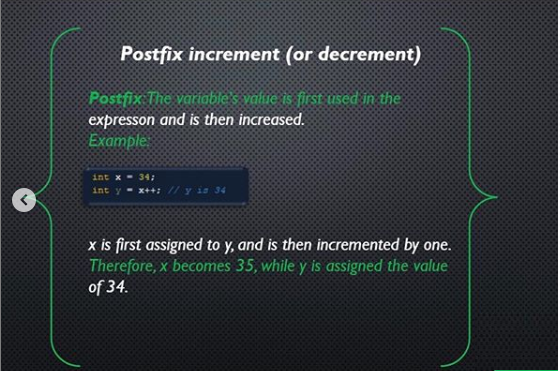 Postfix increment (or decrement)
Postfix:The variable's value is first used in the
expresson and is then increased.
Example:
int x = 34;
int y = x++; // y is 34
x is first assigned to y, and is then incremented by one.
Therefore, x becomes 35, while y is assigned the value
of 34.